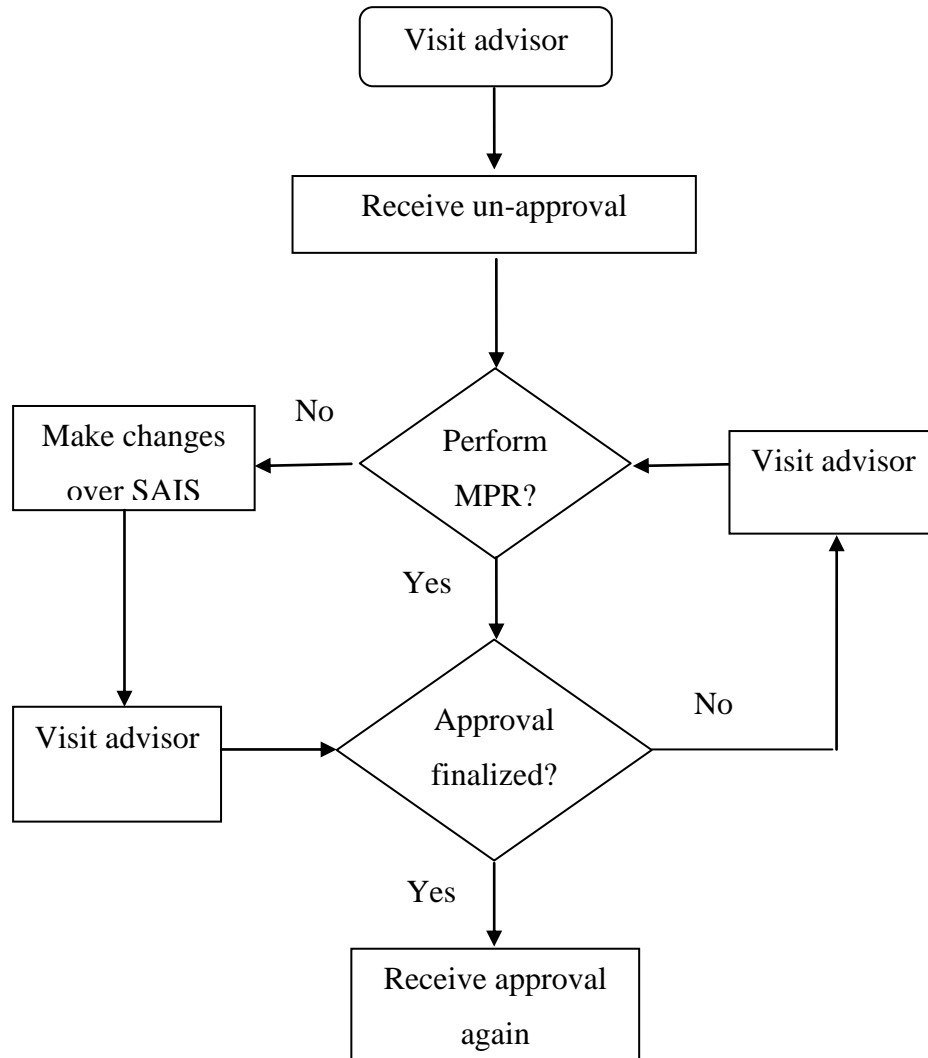 Visit advisor
Receive un-approval
No
Make changes
over SAIS
Perform
MPR?
Visit advisor
Yes
Visit advisor
Approval
finalized?
No
Yes
Receive approval
again